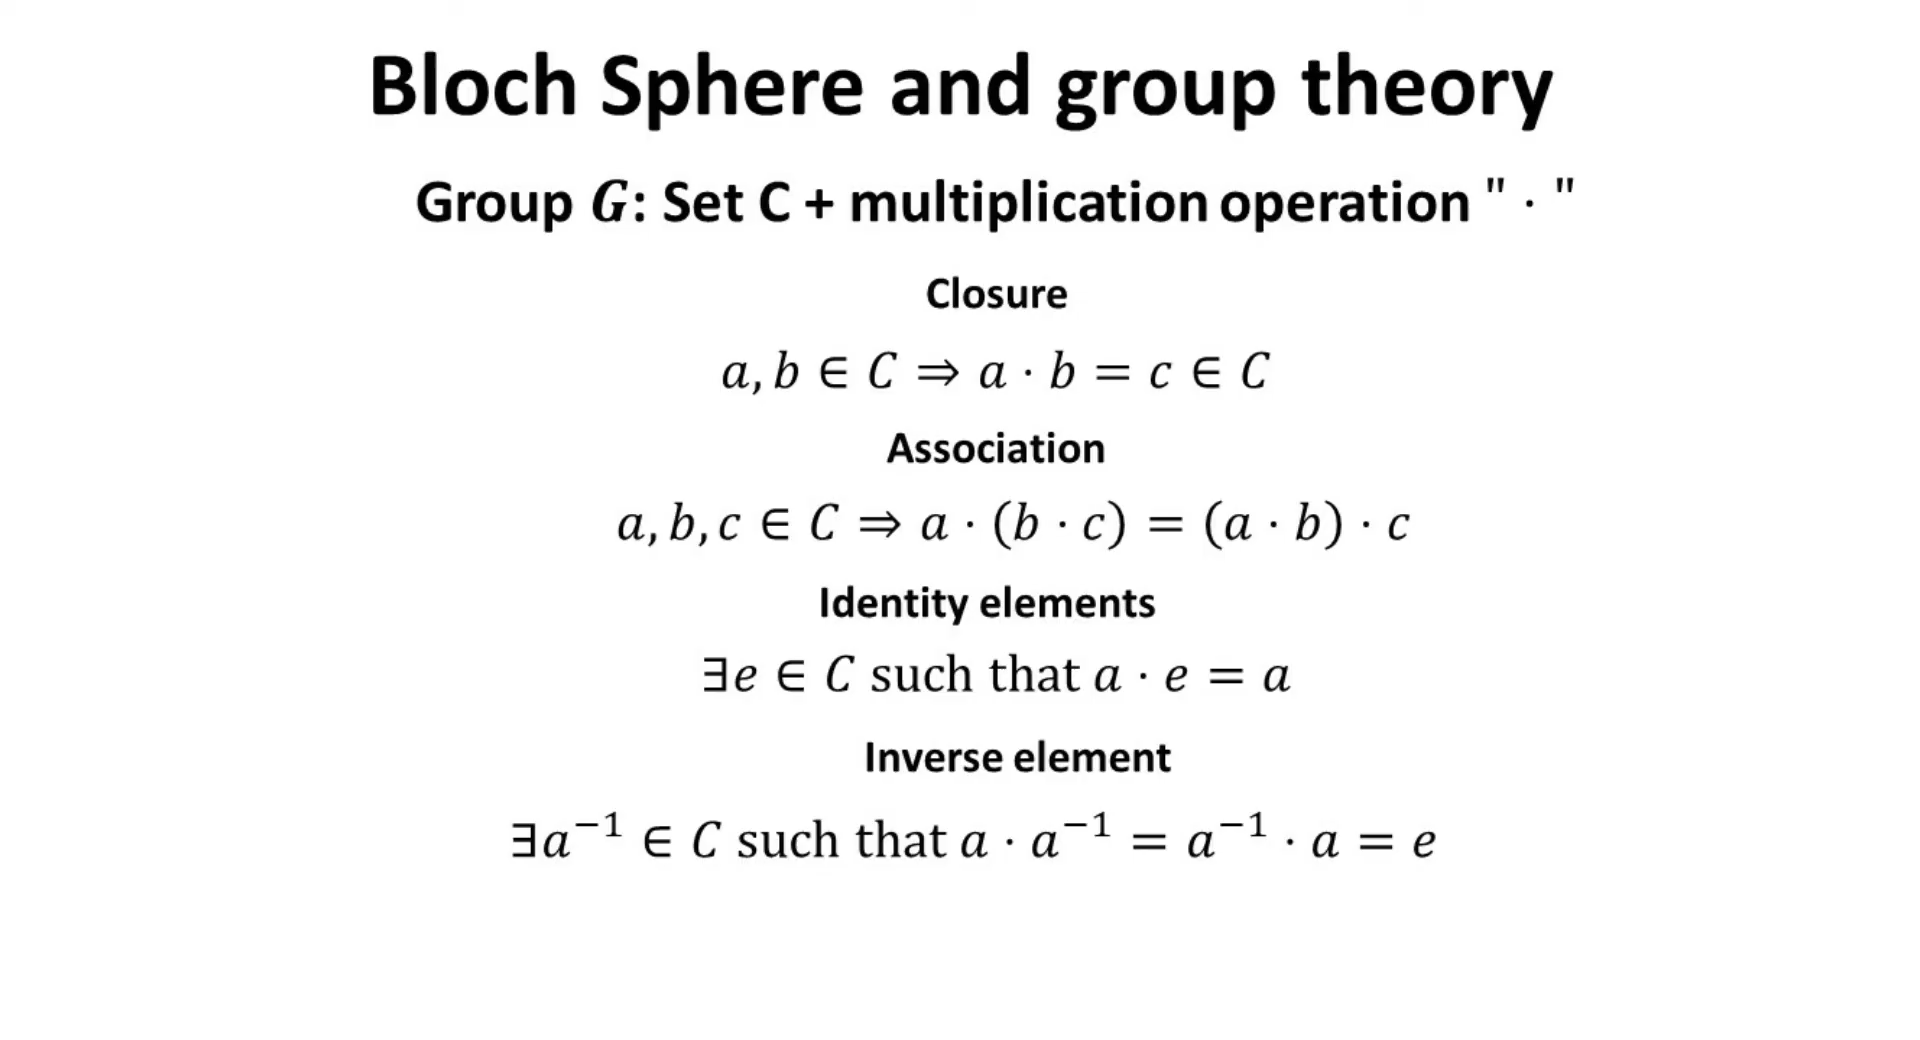 Bloch Sphere and group theory
Group G: Set C + multiplication operation " · "
Closure
a, b ∈ C ⇒ a · b = c ∈ C
Association
a, b, c ∈ C ⇒ a · (b · c) = (a · b) · c
Identity elements
∃e ∈ C such that a · e = a
Inverse element
∃a⁻¹ ∈ C such that a · a⁻¹ = a⁻¹ · a = e